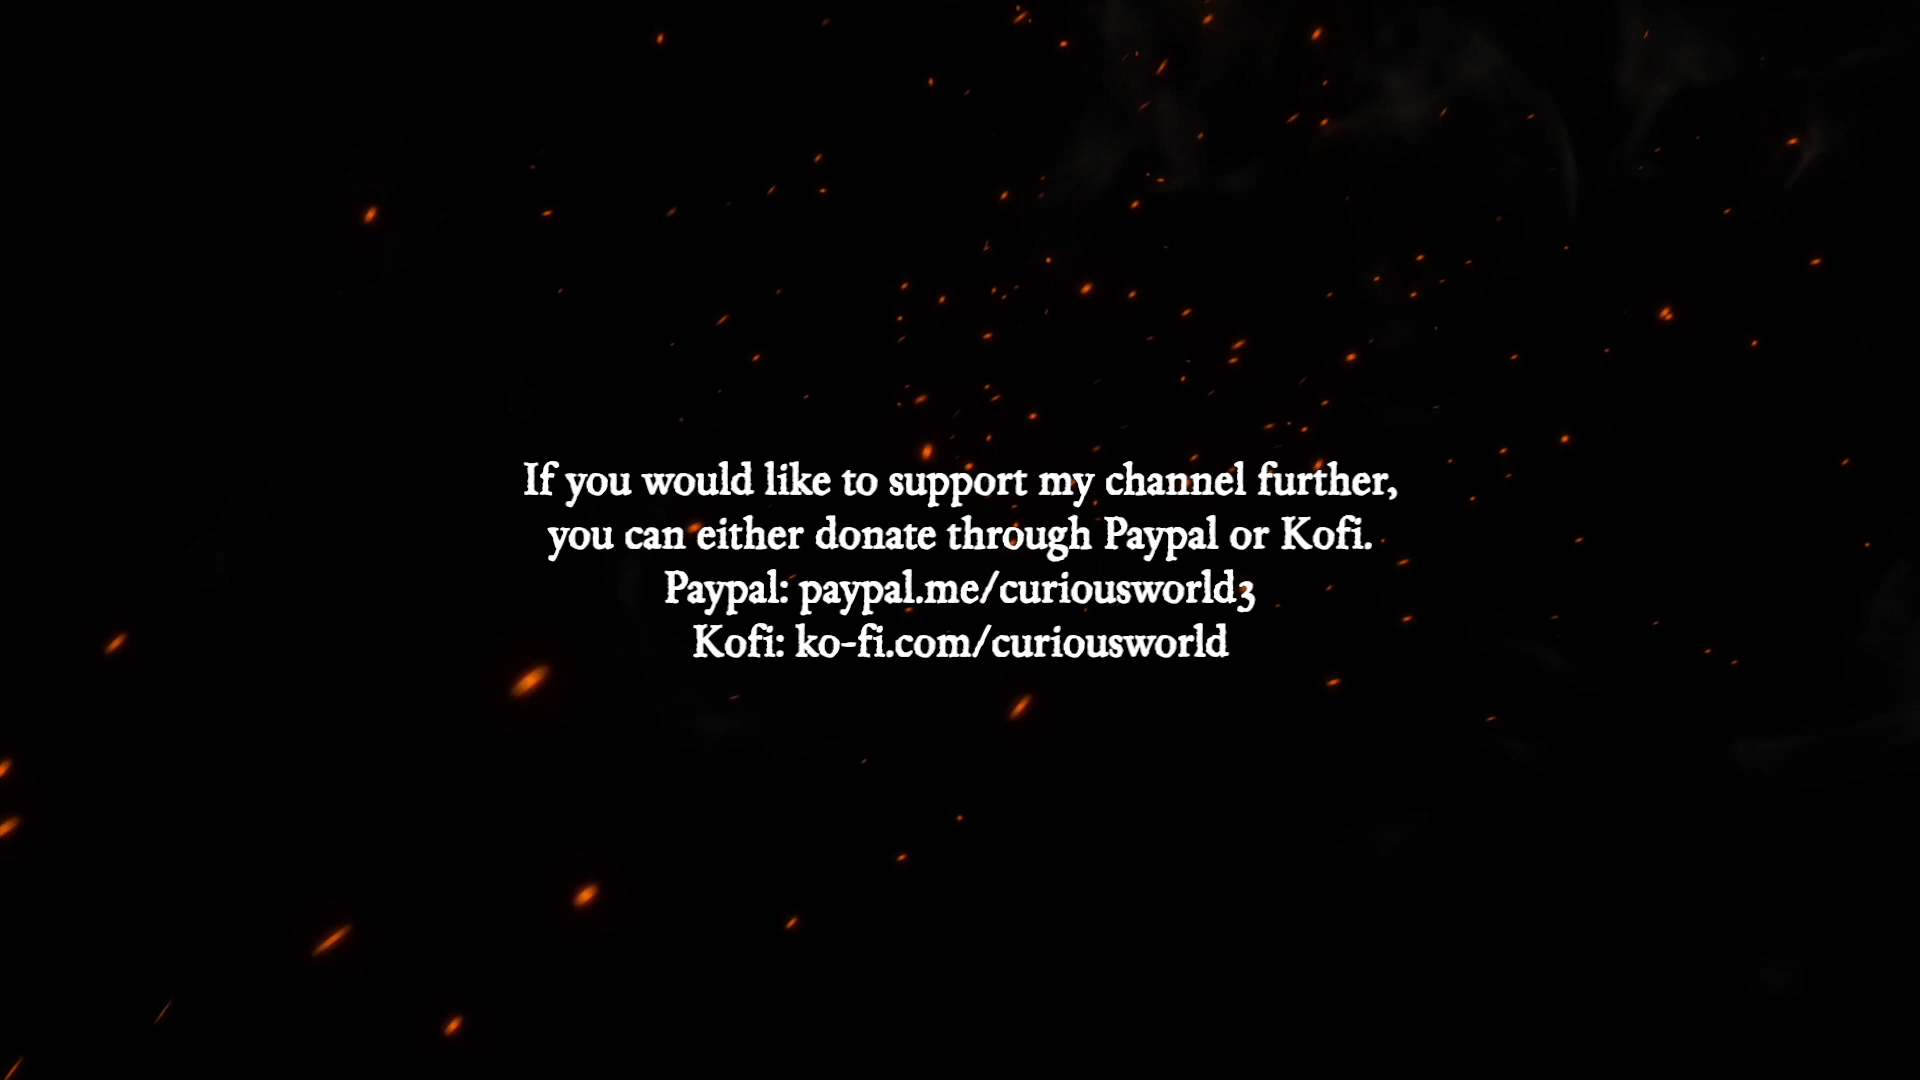 If you would like to support my channel further,
you can either donate through Paypal or Kofi.
Paypal: paypal.me/curiousworld3
Kofi: ko-fi.com/curiousworld